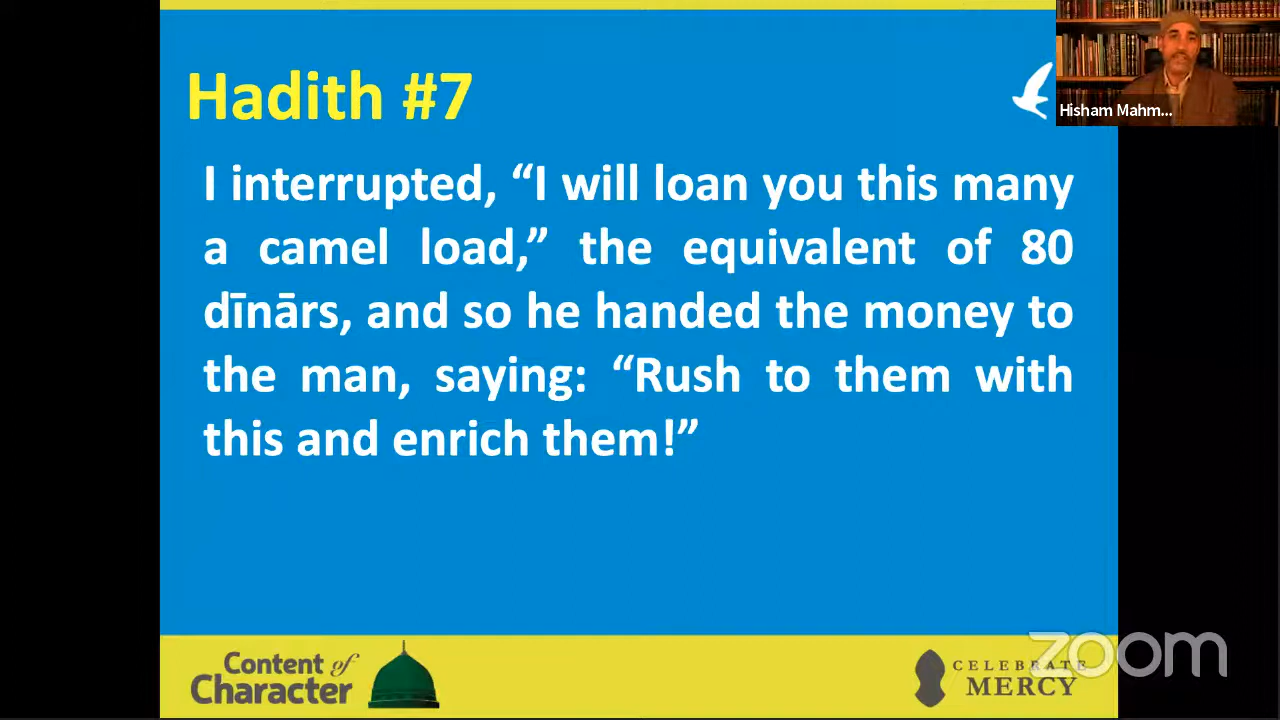 Hadith #7
Hisham Mahm...
I interrupted, “I will loan you this many
a camel load,” the equivalent of 80
dīnārs, and so he handed the money to
the man, saying: “Rush to them with
this and enrich them!”
Content of
Character
CELEBRATE
MERCY
zoom